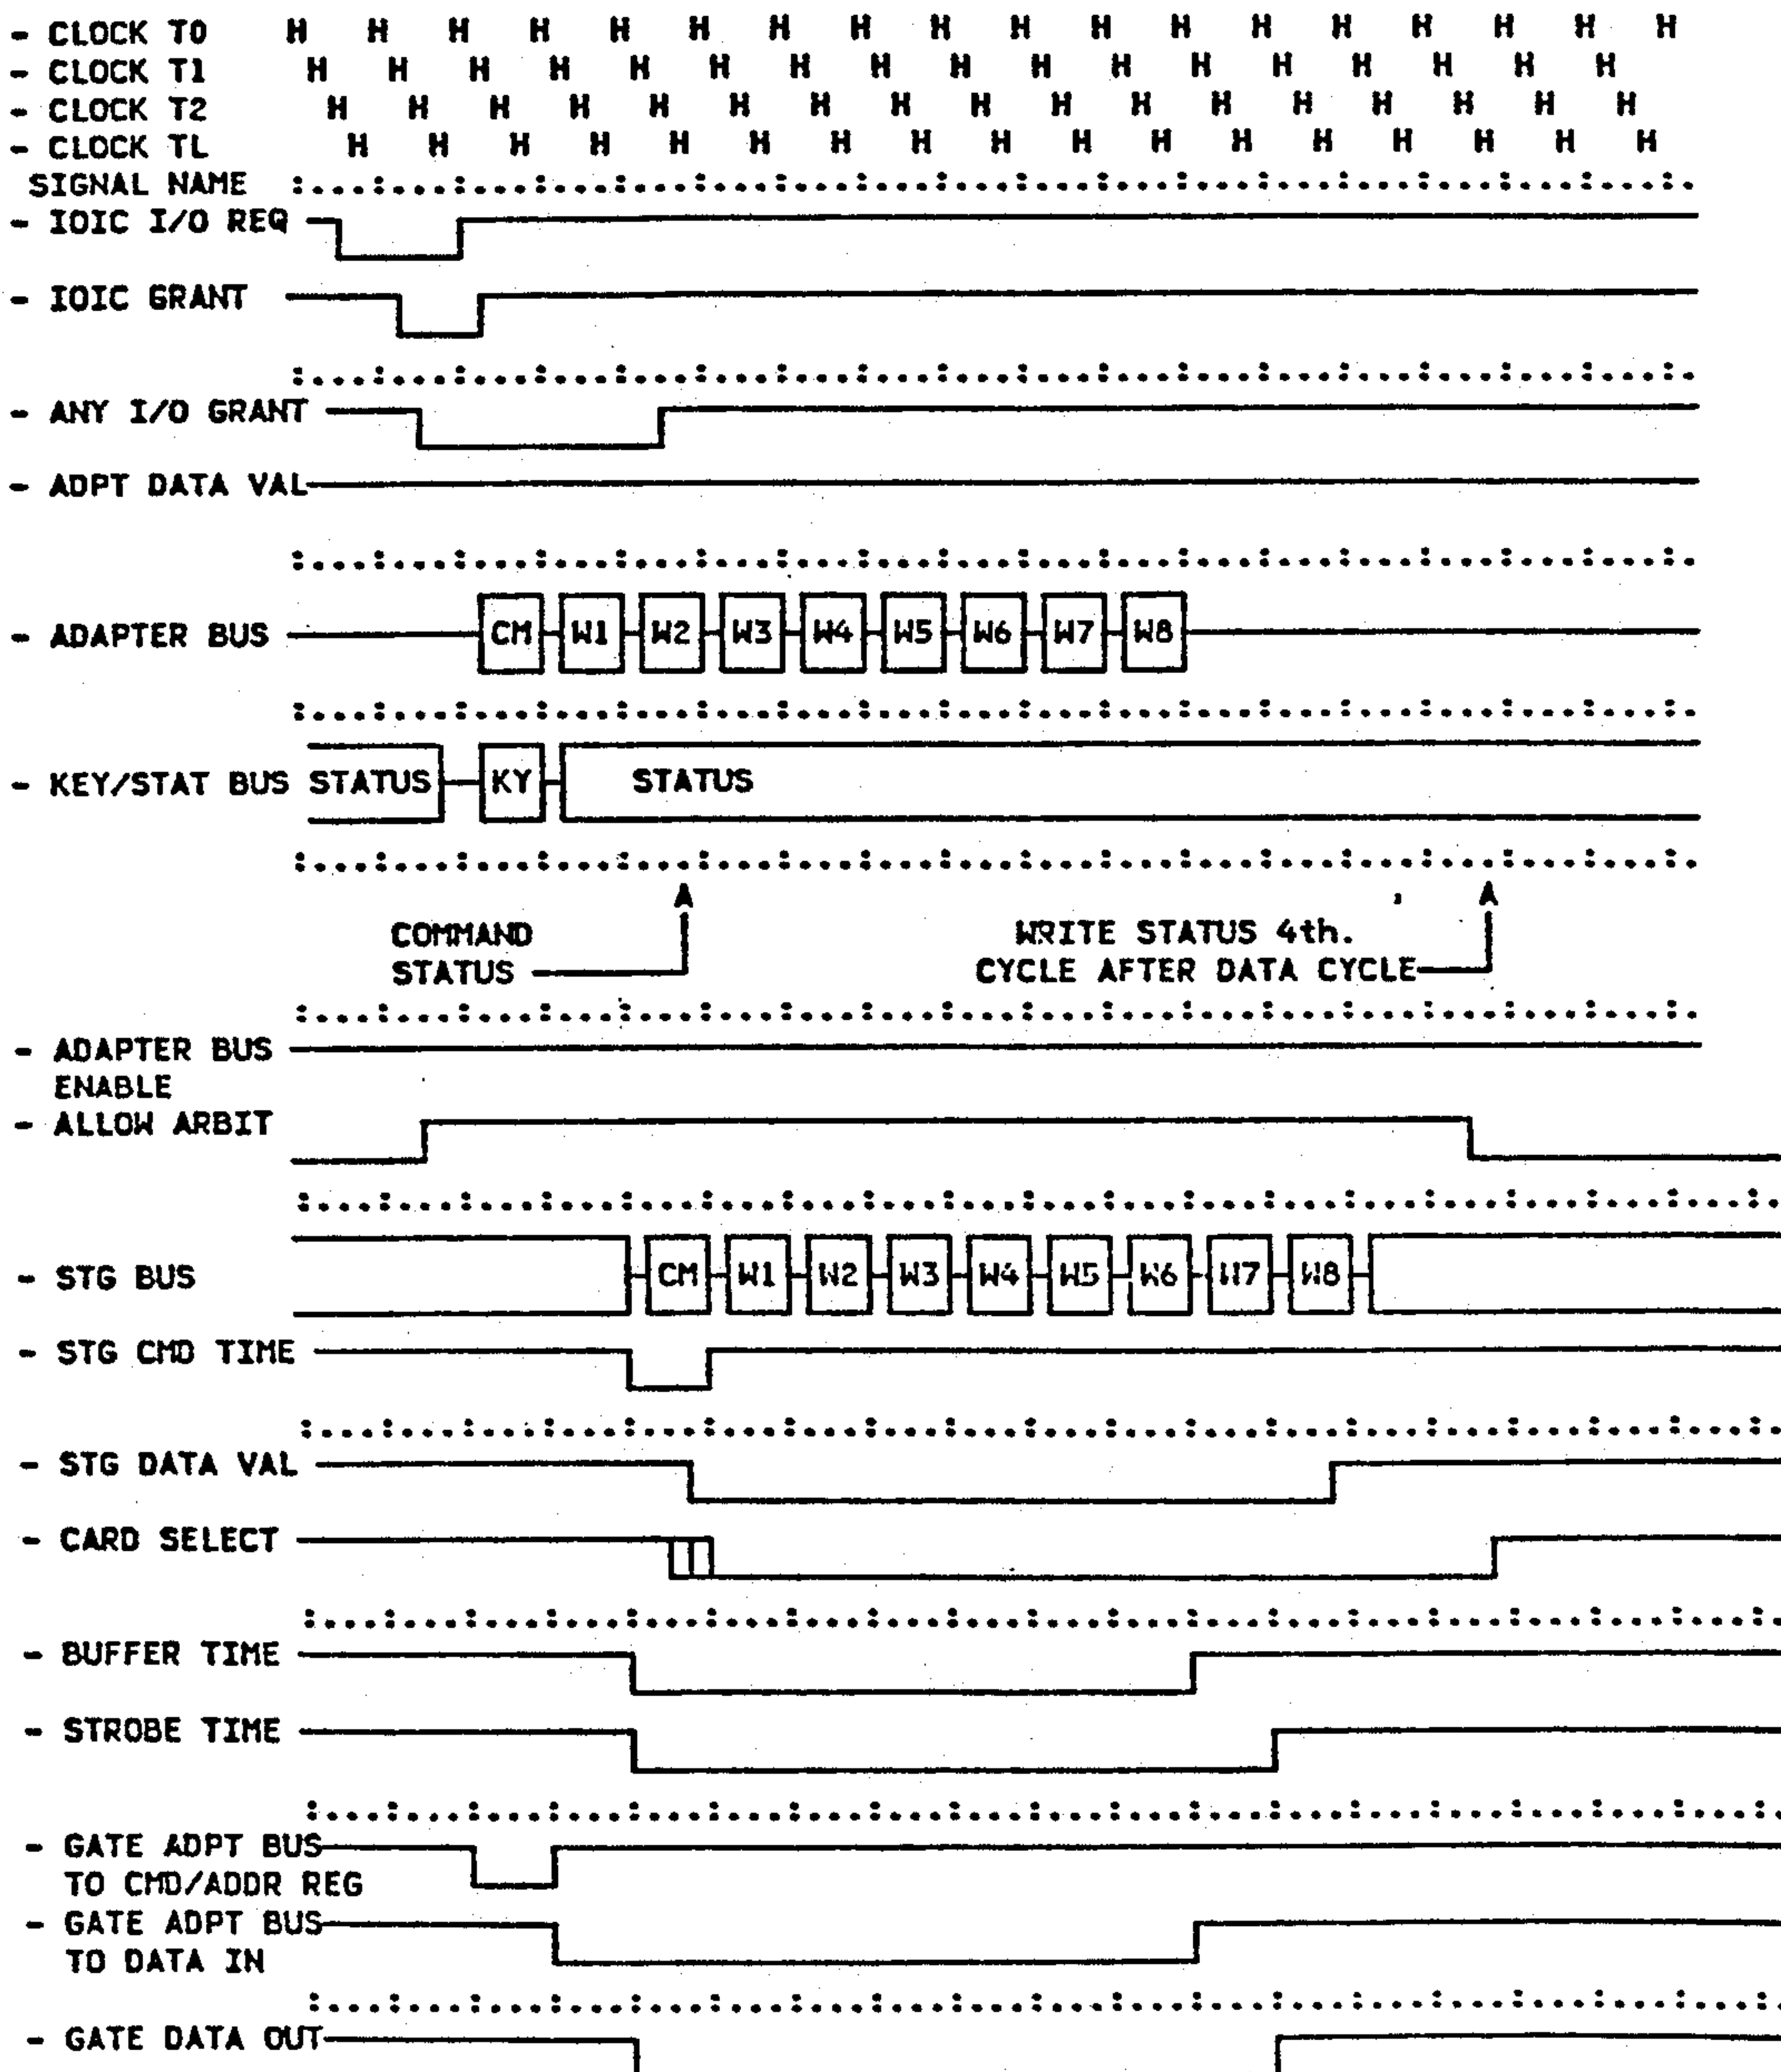 - CLOCK T0 H H H H H H H H H H H H H H H H H H
- CLOCK T1 H H H H H H H H H H H H H H H H H
- CLOCK T2 H H H H H H H H H H H H H H H H H
- CLOCK TL H H H H H H H H H H H H H H H H H
SIGNAL NAME
- IOIC I/O REQ
- IOIC GRANT
- ANY I/O GRANT
- ADPT DATA VAL
- ADAPTER BUS CM W1 W2 W3 W4 W5 W6 W7 W8
- KEY/STAT BUS STATUS KY STATUS
COMMAND
STATUS
WRITE STATUS 4th.
CYCLE AFTER DATA CYCLE
- ADAPTER BUS
ENABLE
- ALLOW ARBIT
- STG BUS CM W1 W2 W3 W4 W5 W6 W7 W8
- STG CMD TIME
- STG DATA VAL
- CARD SELECT
- BUFFER TIME
- STROBE TIME
- GATE ADPT BUS
TO CMD/ADDR REG
- GATE ADPT BUS
TO DATA IN
- GATE DATA OUT